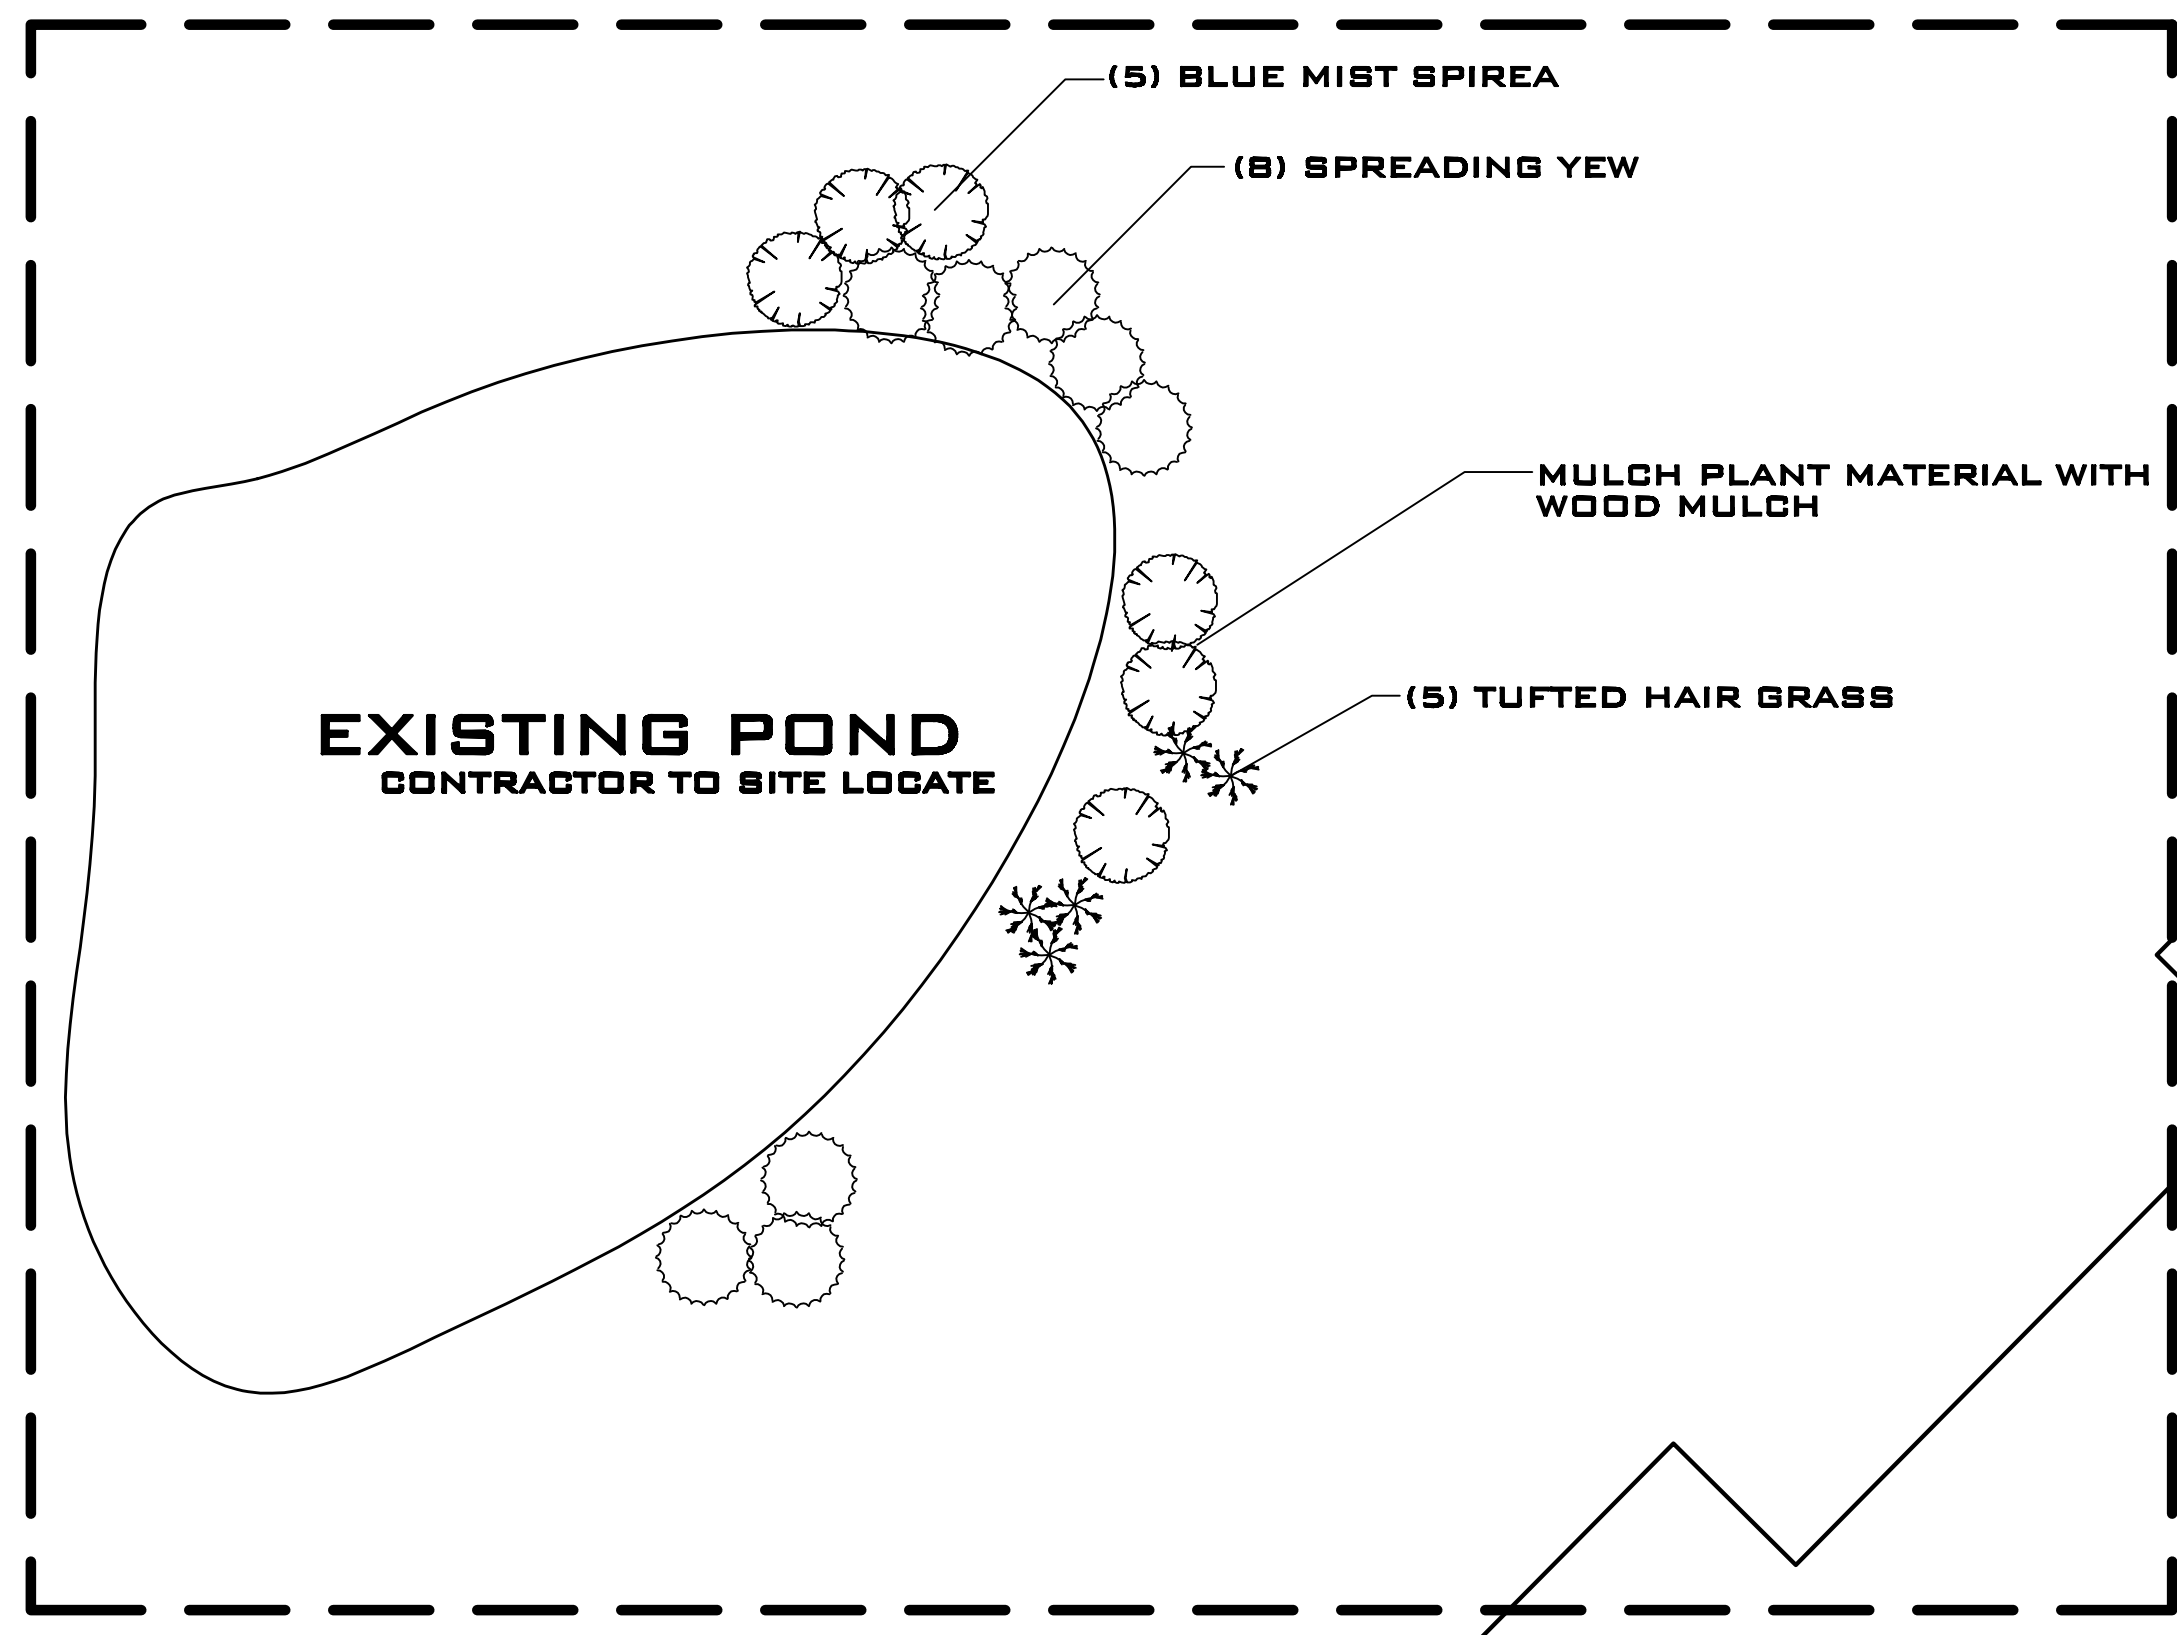 (5) BLUE MIST SPIREA
(8) SPREADING YEW
MULCH PLANT MATERIAL WITH
WOOD MULCH
(5) TUFTED HAIR GRASS
EXISTING POND
CONTRACTOR TO SITE LOCATE